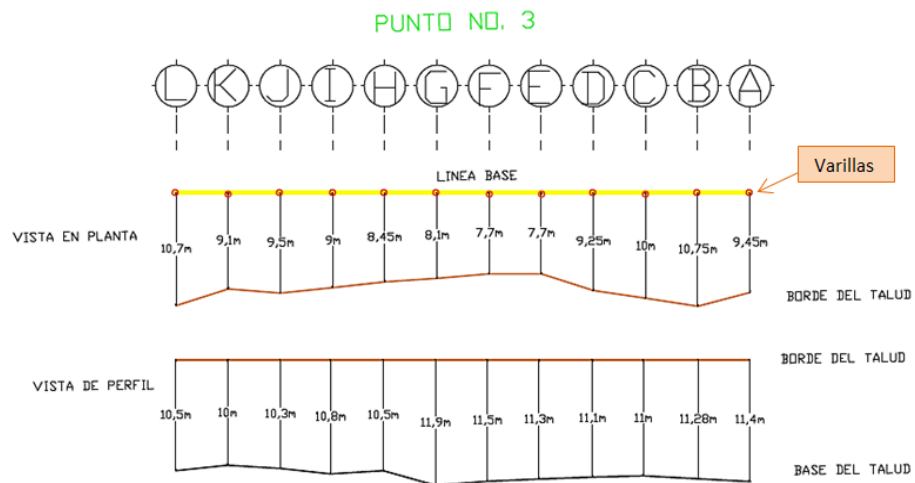 PUNTO NO. 3
L K J I H G F E D C B A
LINEA BASE
Varillas
VISTA EN PLANTA
10,7m 9,1m 9,5m 9m 8,45m 8,1m 7,7m 7,7m 9,25m 10m 10,75m 9,45m
BORDE DEL TALUD
BORDE DEL TALUD
VISTA DE PERFIL
10,5m 10m 10,3m 10,8m 10,5m 11,9m 11,5m 11,3m 11,1m 11m 11,28m 11,4m
BASE DEL TALUD